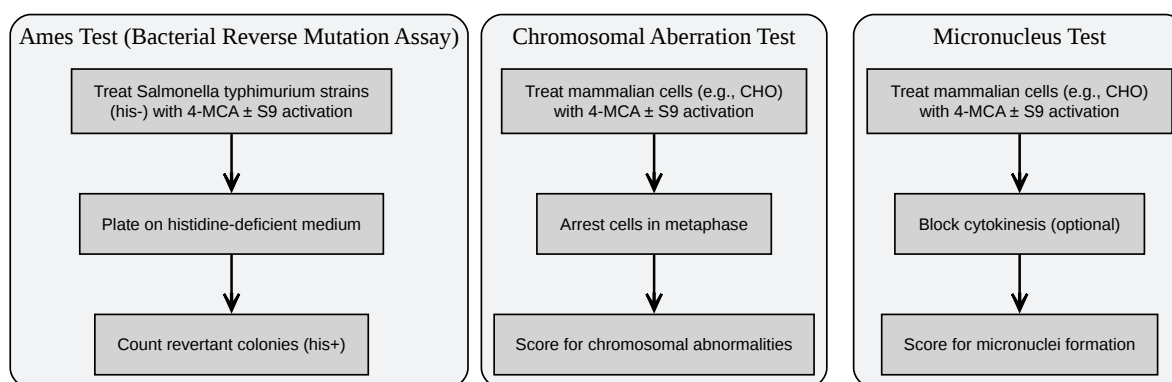 Ames Test (Bacterial Reverse Mutation Assay)
Treat Salmonella typhimurium strains
(his-) with 4-MCA ± S9 activation
Plate on histidine-deficient medium
Count revertant colonies (his+)
Chromosomal Aberration Test
Treat mammalian cells (e.g., CHO)
with 4-MCA ± S9 activation
Arrest cells in metaphase
Score for chromosomal abnormalities
Micronucleus Test
Treat mammalian cells (e.g., CHO)
with 4-MCA ± S9 activation
Block cytokinesis (optional)
Score for micronuclei formation